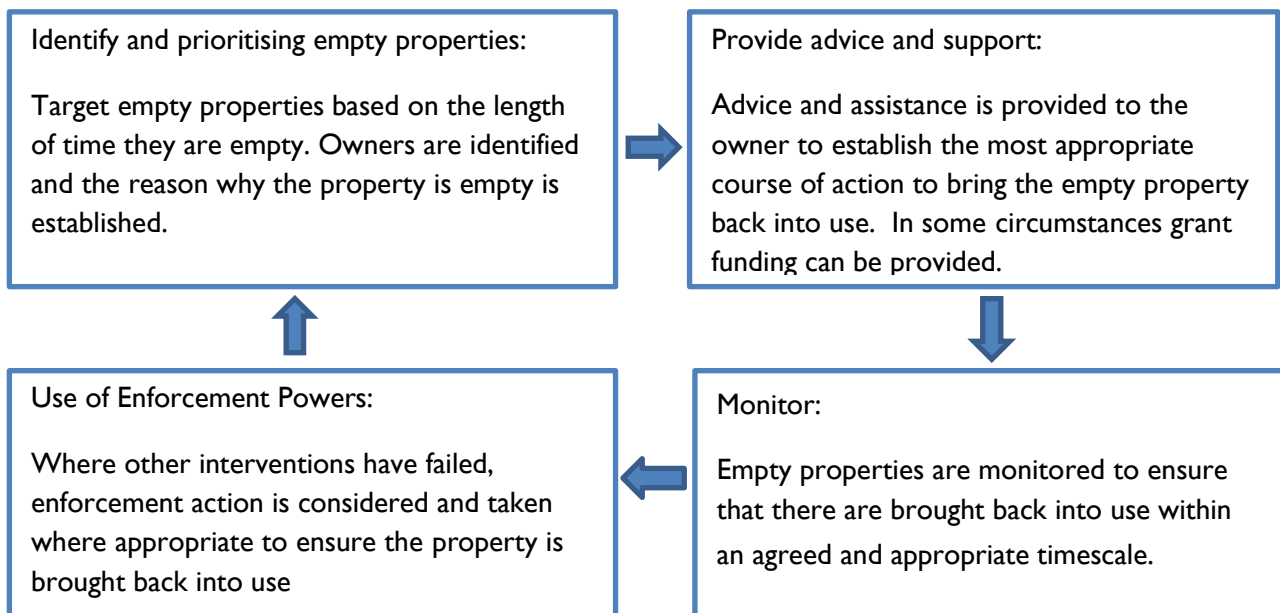 Identify and prioritising empty properties:
Target empty properties based on the length
of time they are empty. Owners are identified
and the reason why the property is empty is
established.
Provide advice and support:
Advice and assistance is provided to the
owner to establish the most appropriate
course of action to bring the empty property
back into use.  In some circumstances grant
funding can be provided.
Monitor:
Empty properties are monitored to ensure
that there are brought back into use within
an agreed and appropriate timescale.
Use of Enforcement Powers:
Where other interventions have failed,
enforcement action is considered and taken
where appropriate to ensure the property is
brought back into use